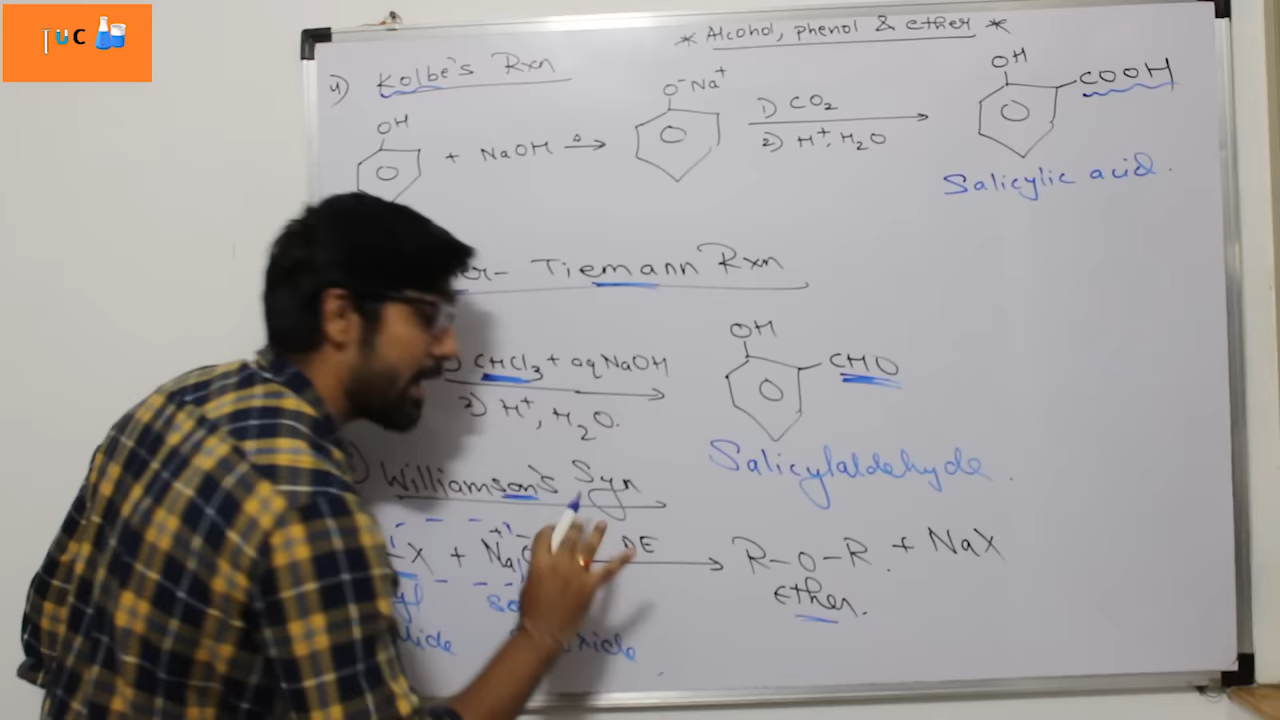 TUC
* Alcohol, phenol & ether *
4) Kolbe's Rxn
OH
+ NaOH Δ→
O⁻Na⁺
1) CO₂
2) H⁺, H₂O
OH
COOH
Salicylic acid.
Tiemann Rxn
CHCl₃ + aq NaOH
2) H⁺, H₂O.
OH
CHO
Salicylaldehyde.
Williamson's Syn
X + Na
DE
R-O-R. + NaX
ether.